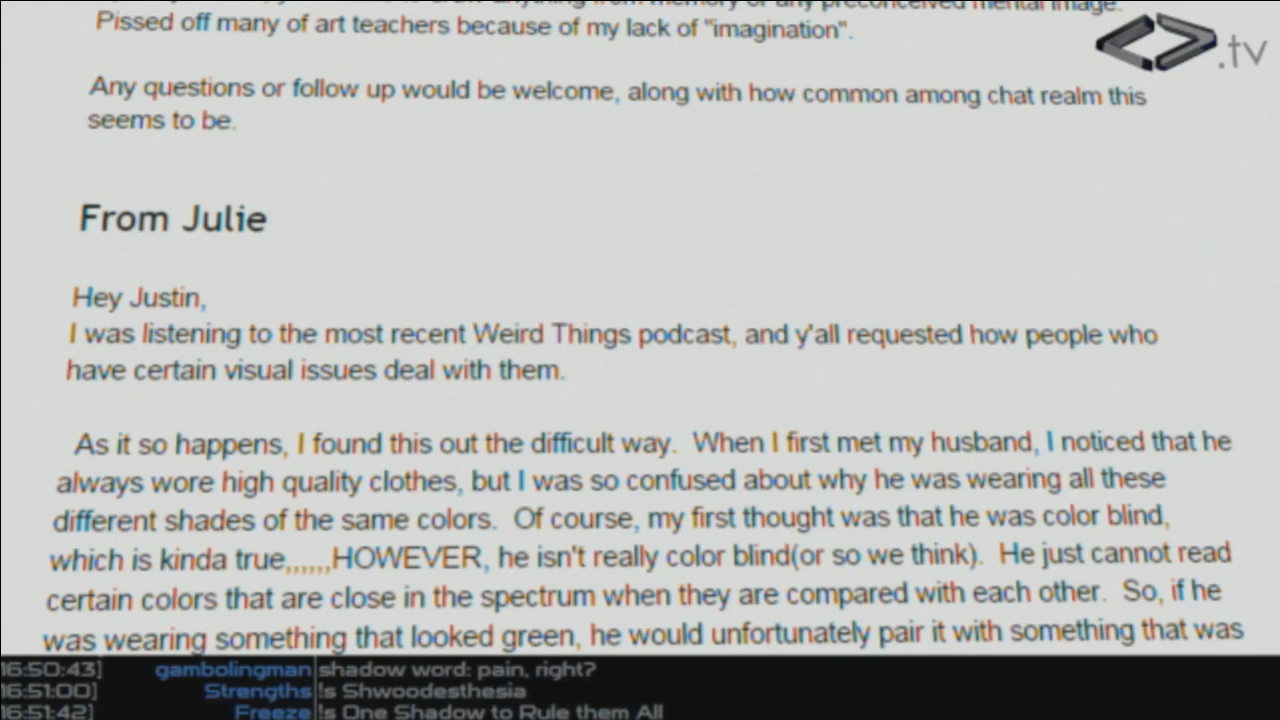 from memory or any preconceived mental image.
Pissed off many of art teachers because of my lack of "imagination".
.tv
Any questions or follow up would be welcome, along with how common among chat realm this
seems to be.
From Julie
Hey Justin,
I was listening to the most recent Weird Things podcast, and y'all requested how people who
have certain visual issues deal with them.
As it so happens, I found this out the difficult way.  When I first met my husband, I noticed that he
always wore high quality clothes, but I was so confused about why he was wearing all these
different shades of the same colors.  Of course, my first thought was that he was color blind,
which is kinda true,,,,,,HOWEVER, he isn't really color blind(or so we think).  He just cannot read
certain colors that are close in the spectrum when they are compared with each other.  So, if he
was wearing something that looked green, he would unfortunately pair it with something that was
16:50:43] gambolingman shadow word: pain, right?
16:51:00] Strengths !s Shwoodesthesia
16:51:42] Freeze !s One Shadow to Rule them All